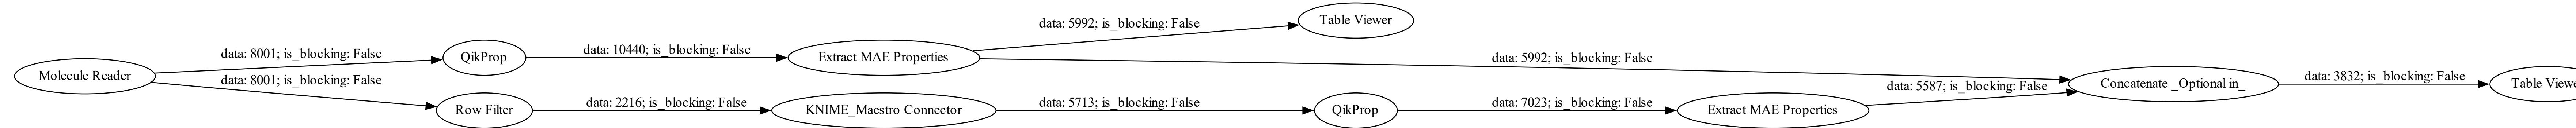 data: 5992; is_blocking: False
Table Viewer
data: 8001; is_blocking: False
QikProp
data: 10440; is_blocking: False
Extract MAE Properties
data: 5992; is_blocking: False
Molecule Reader
data: 8001; is_blocking: False
Row Filter
data: 2216; is_blocking: False
KNIME_Maestro Connector
data: 5713; is_blocking: False
QikProp
data: 7023; is_blocking: False
Extract MAE Properties
data: 5587; is_blocking: False
Concatenate _Optional in_
data: 3832; is_blocking: False
Table Viewe